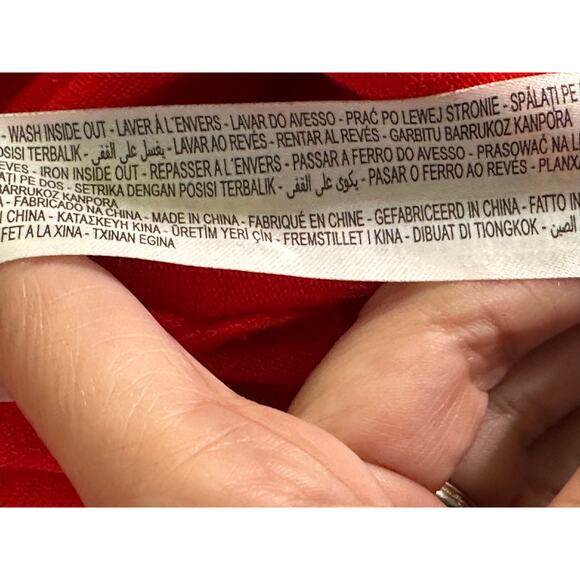 - WASH INSIDE OUT - LAVER À L'ENVERS - LAVAR DO AVESSO - PRAĆ PO LEWEJ STRONIE - SPĂLAȚI PE
POSISI TERBALIK - يغسل على القفى - LAVAR AO REVÉS - RENTAR AL REVÉS - GARBITU BARRUKOZ KANPORA
REVES - IRON INSIDE OUT - REPASSER A L'ENVERS - PASSAR A FERRO DO AVESSO - PRASOWAĆ NA
PE DOS - SETRIKA DENGAN POSISI TERBALIK - يكوى على القفى - PASAR O FERRO AO REVÉS - PLANXA
BARRUKOZ KANPORA
- FABRICADO NA CHINA - MADE IN CHINA - FABRIQUÉ EN CHINE - GEFABRICEERD IN CHINA - FATTO IN
CHINA - ΚΑΤΑΣΚΕΥΗ ΚΙΝΑ - ÜRETİM YERİ ÇİN - FREMSTILLET I KINA - DIBUAT DI TIONGKOK - الصين
FET A LA XINA - TXINAN EGINA